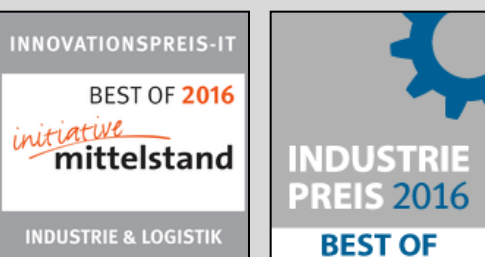 INNOVATIONSPREIS-IT
BEST OF 2016
initiative
mittelstand
INDUSTRIE & LOGISTIK
INDUSTRIE
PREIS 2016
BEST OF